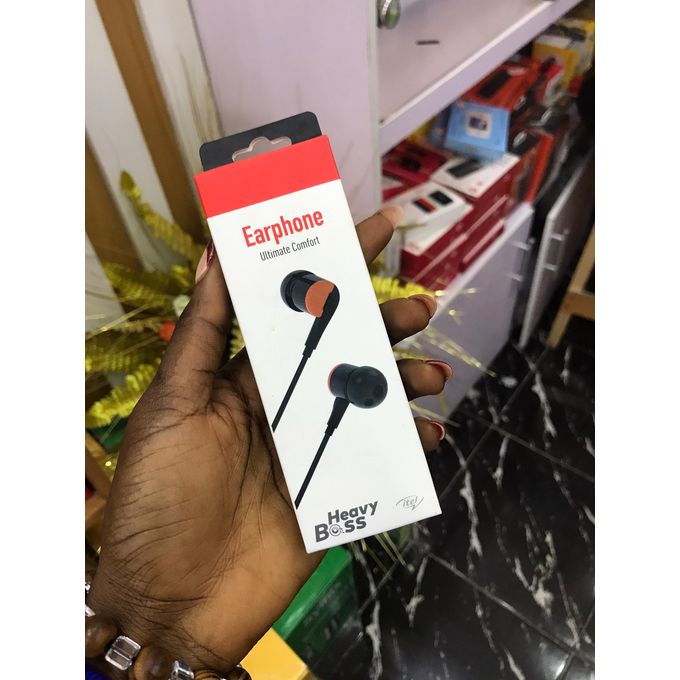 Earphone
Ultimate Comfort
Heavy
Bass
itel